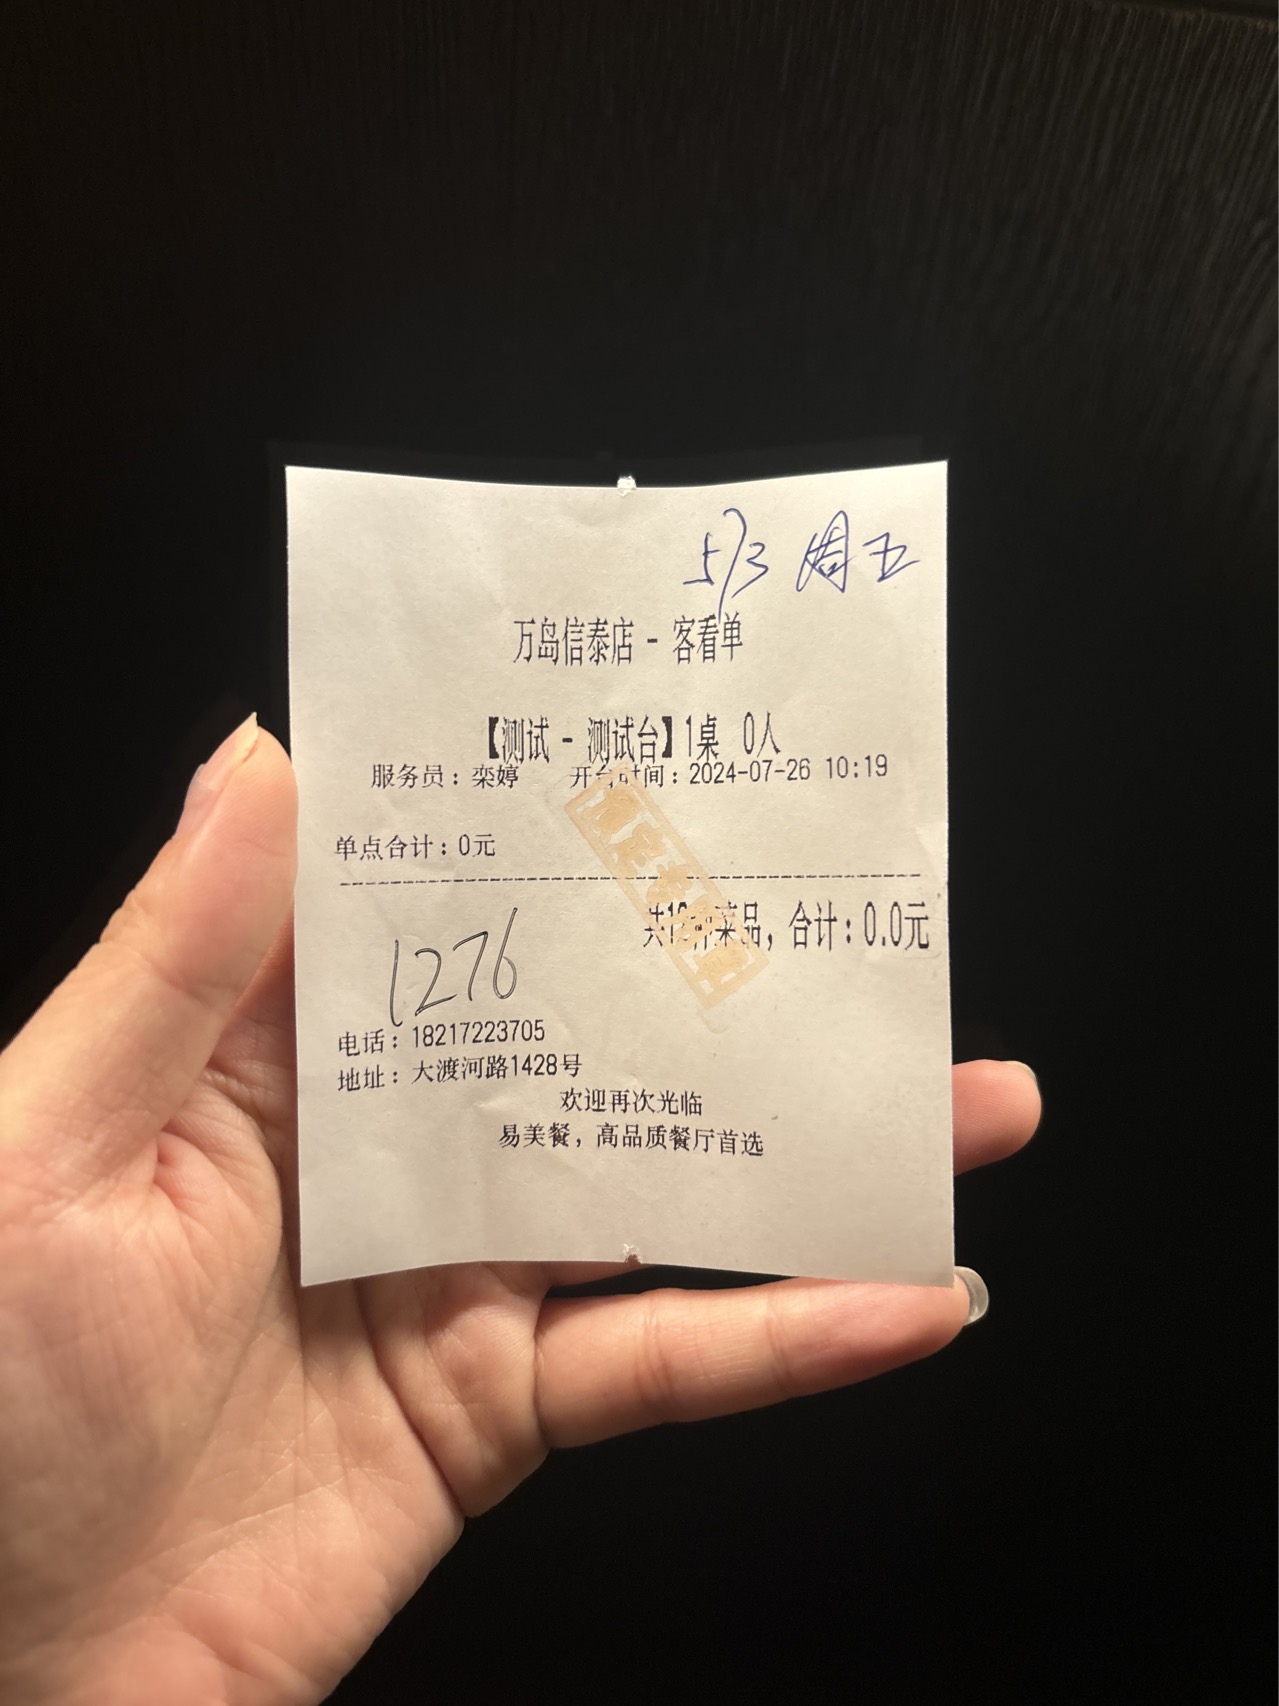 5/3 周五
万岛信泰店 - 客看单
【测试 - 测试台】1桌 0人
服务员：栾婷 开台时间：2024-07-26 10:19
单点合计：0元
品，合计：0.0元
1276
电话：18217223705
地址：大渡河路1428号
欢迎再次光临
易美餐，高品质餐厅首选